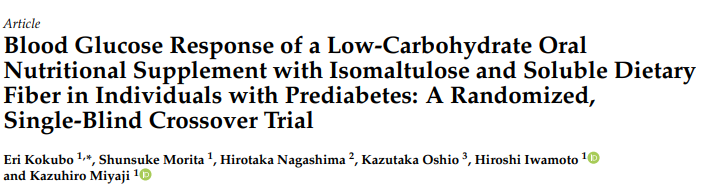 Article
Blood Glucose Response of a Low-Carbohydrate Oral
Nutritional Supplement with Isomaltulose and Soluble Dietary
Fiber in Individuals with Prediabetes: A Randomized,
Single-Blind Crossover Trial
Eri Kokubo 1,*, Shunsuke Morita 1, Hirotaka Nagashima 2, Kazutaka Oshio 3, Hiroshi Iwamoto 1 iD
and Kazuhiro Miyaji 1 iD